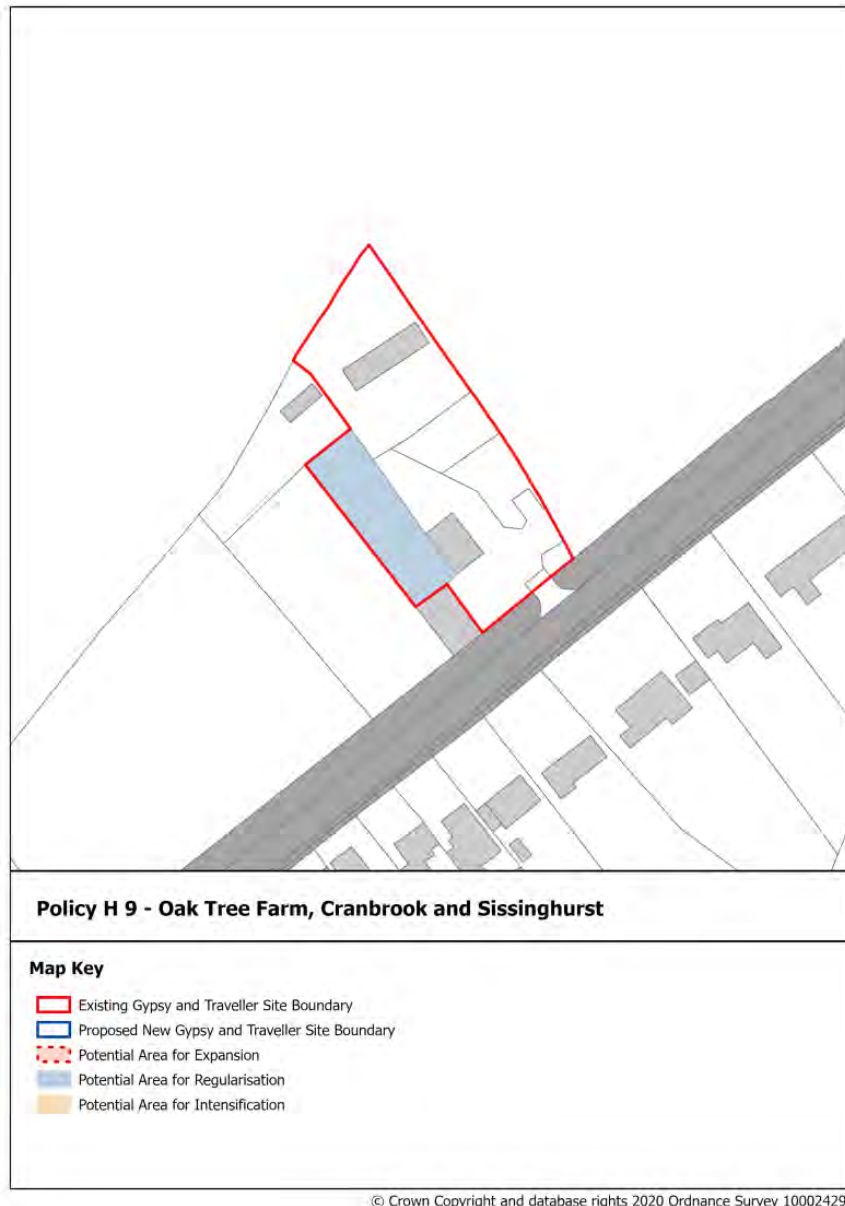 Policy H 9 - Oak Tree Farm, Cranbrook and Sissinghurst
Map Key
Existing Gypsy and Traveller Site Boundary
Proposed New Gypsy and Traveller Site Boundary
Potential Area for Expansion
Potential Area for Regularisation
Potential Area for Intensification
© Crown Copyright and database rights 2020 Ordnance Survey 10002429